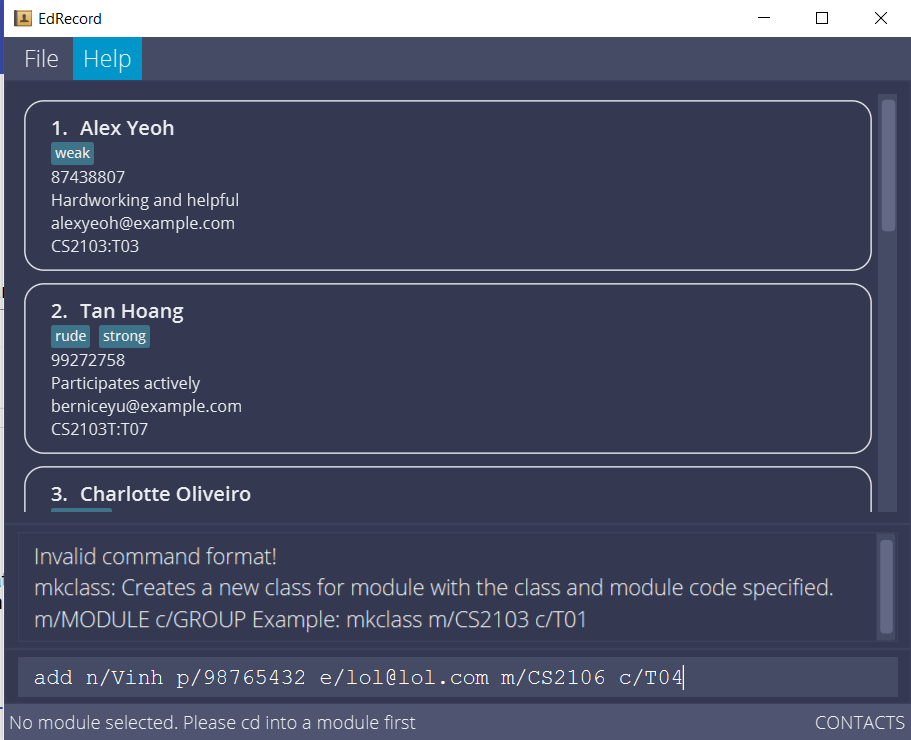 EdRecord
File Help
1. Alex Yeoh
weak
87438807
Hardworking and helpful
alexyeoh@example.com
CS2103:T03
2. Tan Hoang
rude strong
99272758
Participates actively
berniceyu@example.com
CS2103T:T07
3. Charlotte Oliveiro
Invalid command format!
mkclass: Creates a new class for module with the class and module code specified.
m/MODULE c/GROUP Example: mkclass m/CS2103 c/T01
add n/Vinh p/98765432 e/lol@lol.com m/CS2106 c/T04
No module selected. Please cd into a module first CONTACTS